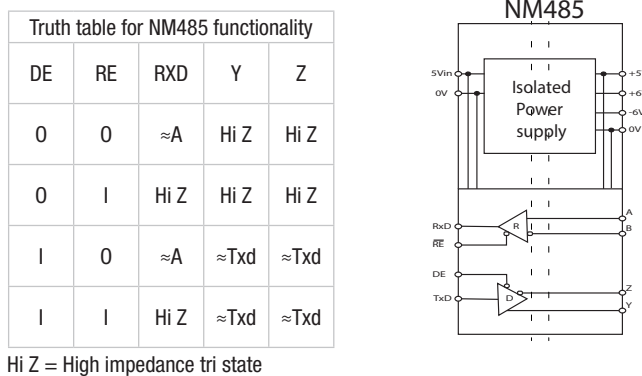 Truth table for NM485 functionality
DE RE RXD Y Z
0 0 ≈A Hi Z Hi Z
0 I Hi Z Hi Z Hi Z
I 0 ≈A ≈Txd ≈Txd
I I Hi Z ≈Txd ≈Txd
Hi Z = High impedance tri state
NM485
5Vin
0V
Isolated
Power
supply
+5
+6
-6V
0V
RxD
RE
R
A
B
DE
TxD
D
Z
Y